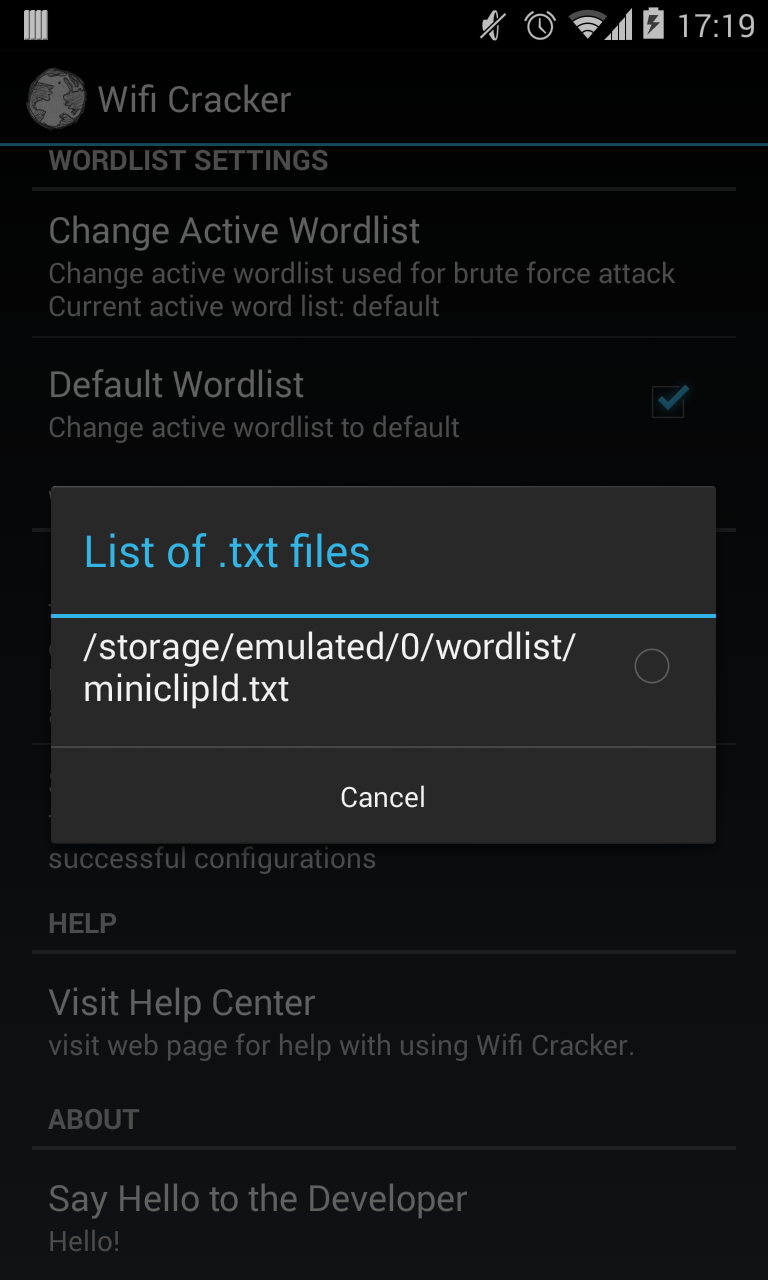 17:19
Wifi Cracker
WORDLIST SETTINGS
Change Active Wordlist
Change active wordlist used for brute force attack
Current active word list: default
Default Wordlist
Change active wordlist to default
List of .txt files
/storage/emulated/0/wordlist/
miniclipId.txt
Cancel
successful configurations
HELP
Visit Help Center
visit web page for help with using Wifi Cracker.
ABOUT
Say Hello to the Developer
Hello!